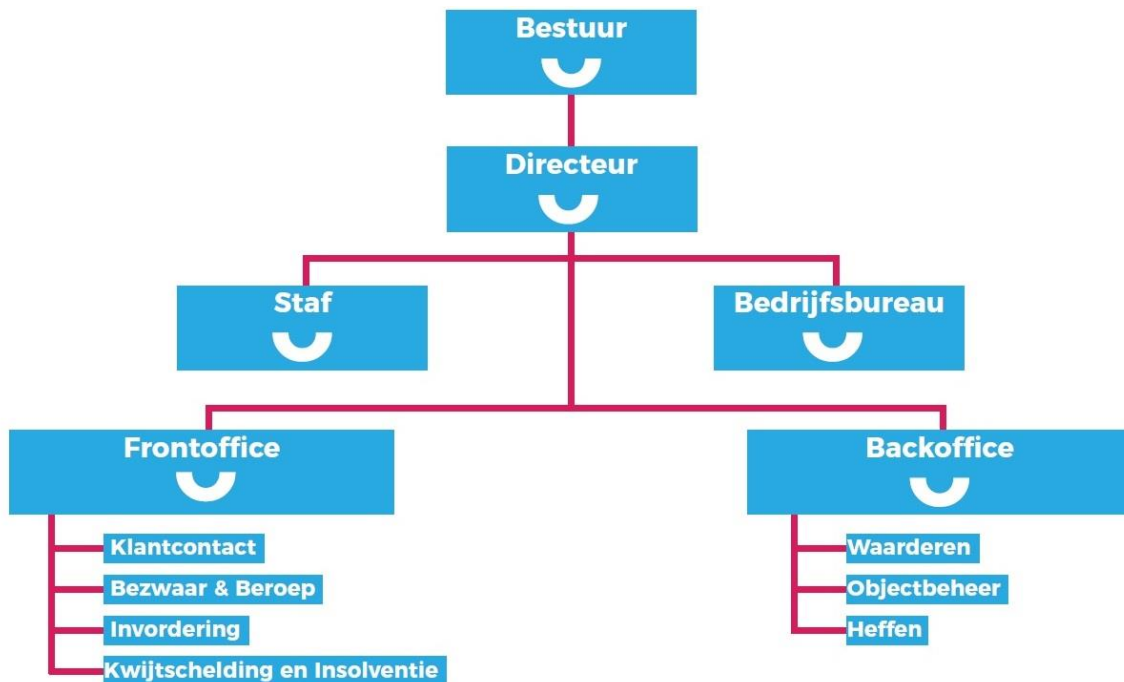 Bestuur
Directeur
Staf
Bedrijfsbureau
Frontoffice
Klantcontact
Bezwaar & Beroep
Invordering
Kwijtschelding en Insolventie
Backoffice
Waarderen
Objectbeheer
Heffen